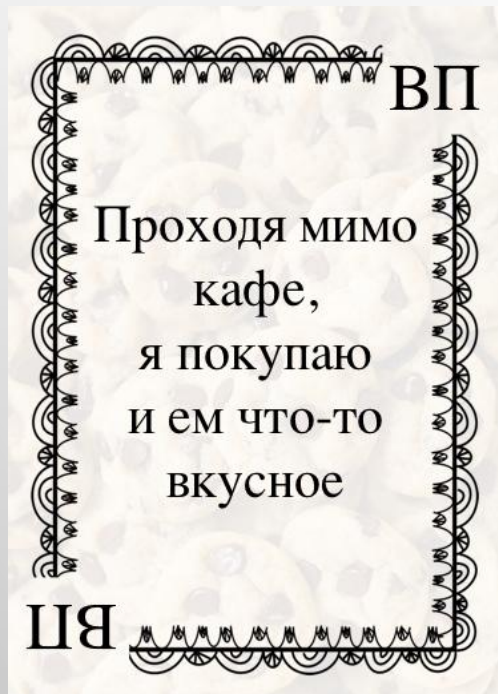 ВП
Проходя мимо
кафе,
я покупаю
и ем что-то
вкусное
ВП